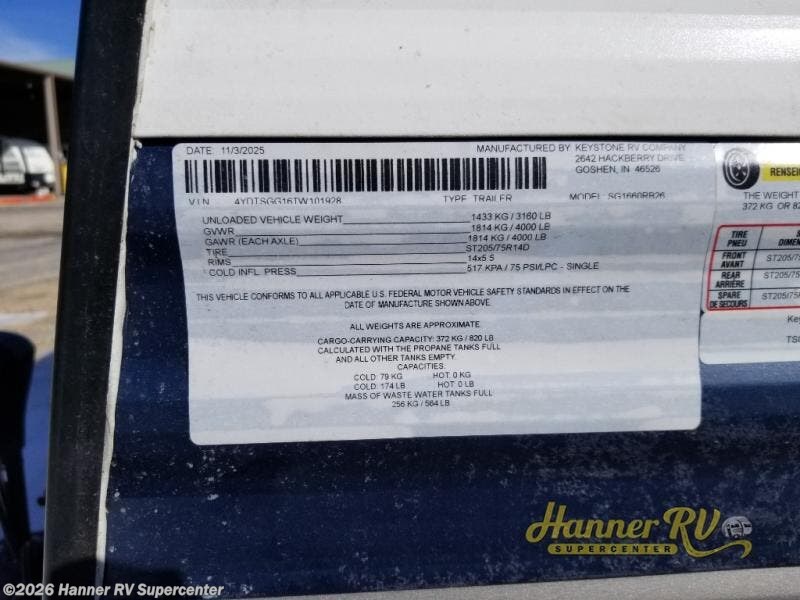 DATE: 11/3/2025 MANUFACTURED BY: KEYSTONE RV COMPANY
2642 HACKBERRY DRIVE
GOSHEN, IN 46526
V.I.N. 4YDTSGG16TW101928 TYPE: TRAILER MODEL: SG1660RB26
UNLOADED VEHICLE WEIGHT 1433 KG / 3160 LB
GVWR 1814 KG / 4000 LB
GAWR (EACH AXLE) 1814 KG / 4000 LB
TIRE ST205/75R14D
RIMS 14x5.5
COLD INFL. PRESS 517 KPA / 75 PSI/LPC - SINGLE
THIS VEHICLE CONFORMS TO ALL APPLICABLE U.S. FEDERAL MOTOR VEHICLE SAFETY STANDARDS IN EFFECT ON THE
DATE OF MANUFACTURE SHOWN ABOVE.
ALL WEIGHTS ARE APPROXIMATE.
CARGO-CARRYING CAPACITY: 372 KG / 820 LB
CALCULATED WITH THE PROPANE TANKS FULL
AND ALL OTHER TANKS EMPTY.
CAPACITIES:
COLD: 79 KG HOT: 0 KG
COLD: 174 LB HOT: 0 LB
MASS OF WASTE WATER TANKS FULL
256 KG / 564 LB
RENSEI
THE WEIGHT
372 KG OR 82
TIRE
PNEU
DIMEN
FRONT
AVANT ST205/75
REAR
ARRIÈRE ST205/75
SPARE
DE SECOURS ST205/75
Key
TS
Hanner RV
SUPERCENTER
©2026 Hanner RV Supercenter